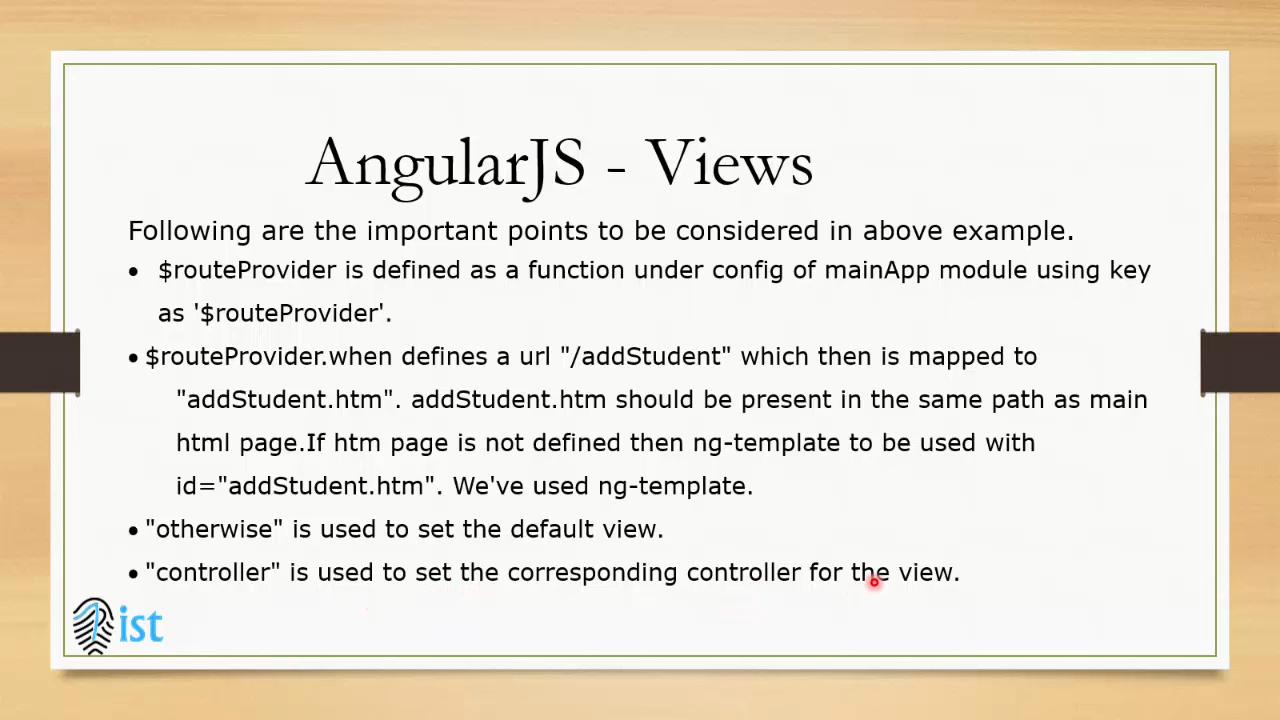 AngularJS - Views
Following are the important points to be considered in above example.
• $routeProvider is defined as a function under config of mainApp module using key
as '$routeProvider'.
• $routeProvider.when defines a url "/addStudent" which then is mapped to
"addStudent.htm". addStudent.htm should be present in the same path as main
html page.If htm page is not defined then ng-template to be used with
id="addStudent.htm". We've used ng-template.
• "otherwise" is used to set the default view.
• "controller" is used to set the corresponding controller for the view.
ist